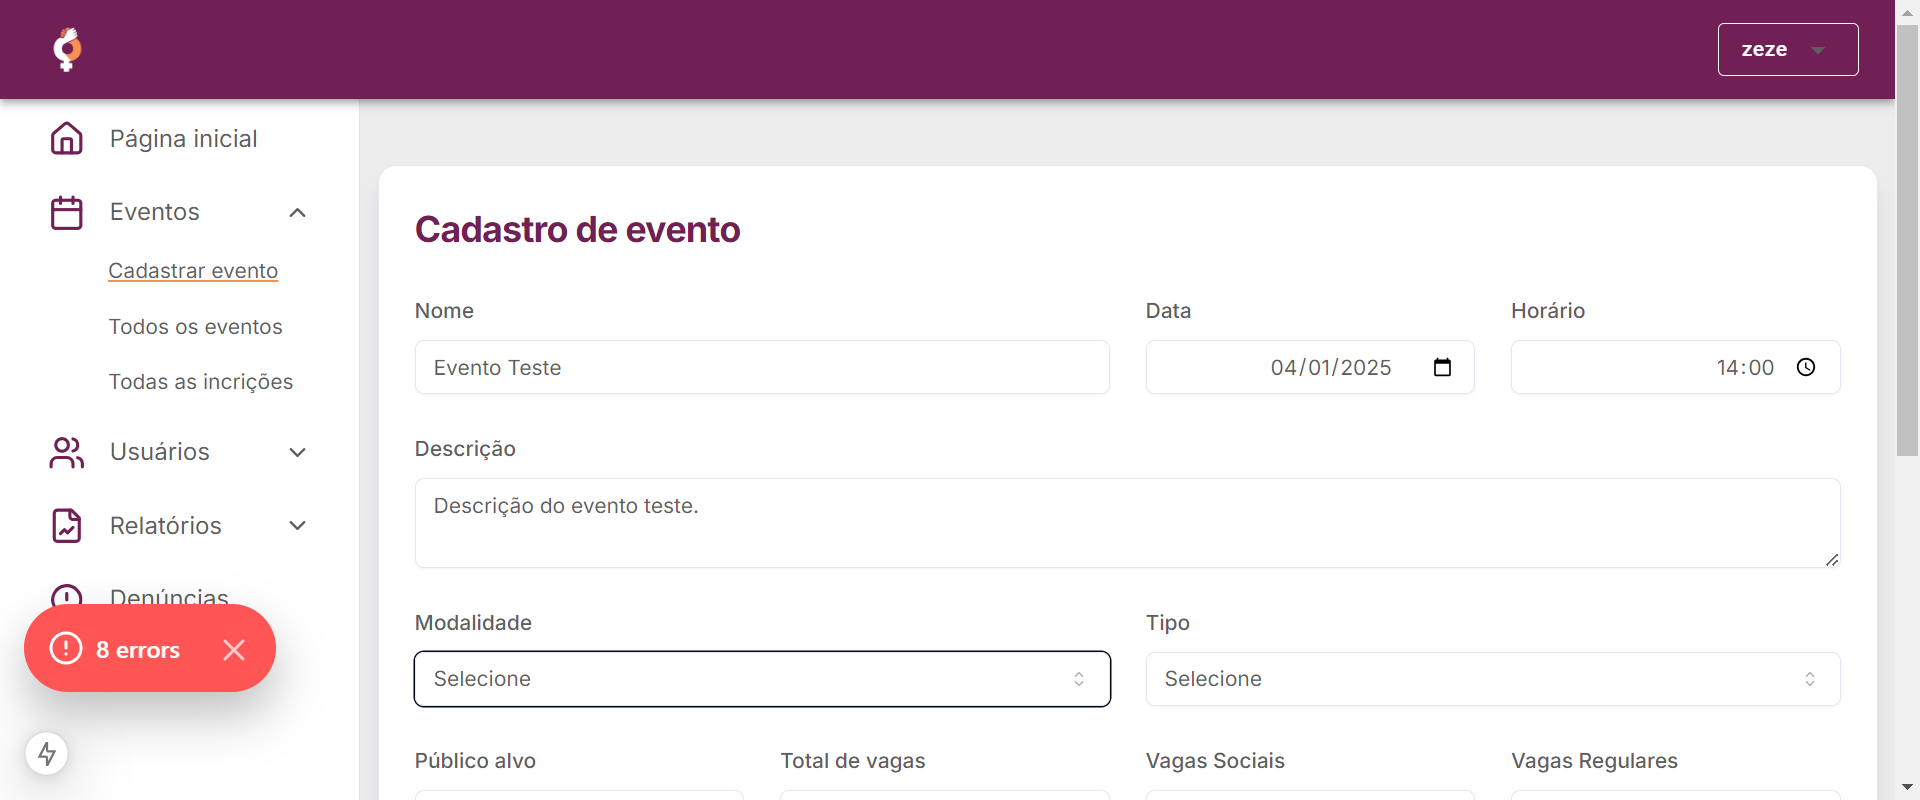 zeze
Página inicial
Eventos
Cadastrar evento
Todos os eventos
Todas as incrições
Usuários
Relatórios
Denúncias
8 errors
Cadastro de evento
Nome
Data
Horário
Evento Teste
04/01/2025
14:00
Descrição
Descrição do evento teste.
Modalidade
Tipo
Selecione
Selecione
Público alvo
Total de vagas
Vagas Sociais
Vagas Regulares